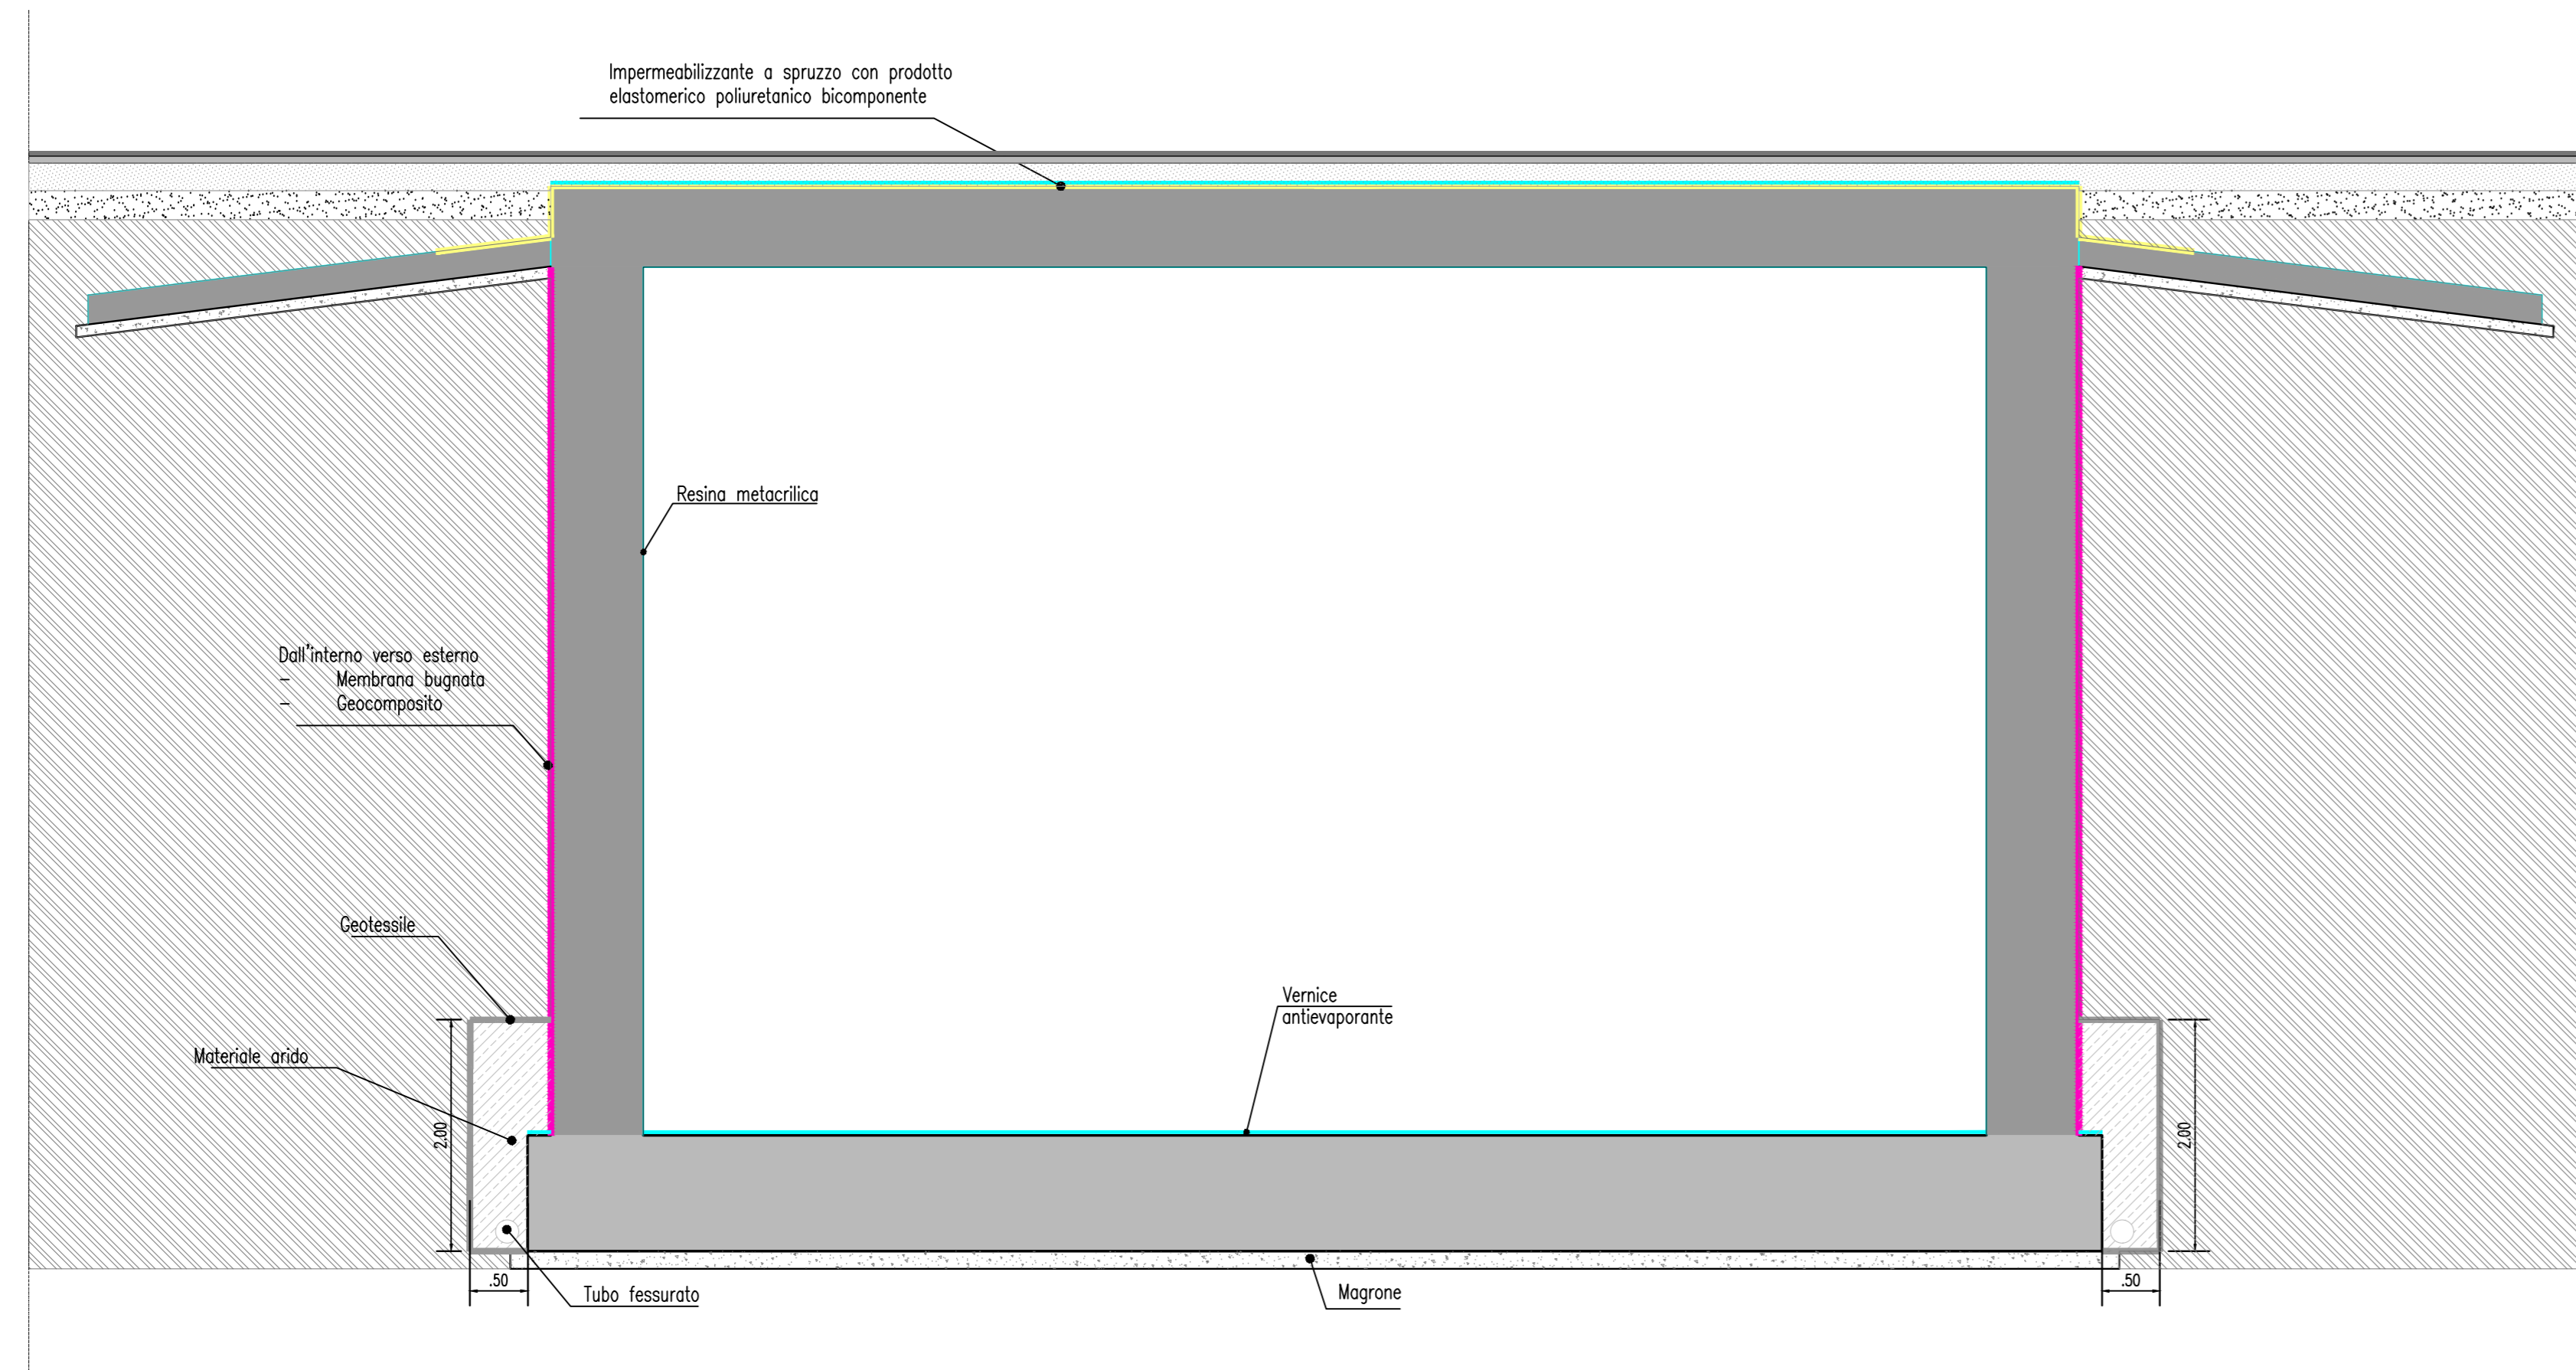 Impermeabilizzante a spruzzo con prodotto
elastomerico poliuretanico bicomponente
Resina metacrilica
Dall'interno verso esterno
- Membrana bugnata
- Geocomposito
Geotessile
Vernice
antievaporante
Materiale arido
2.00
2.00
.50
Tubo fessurato
Magrone
.50